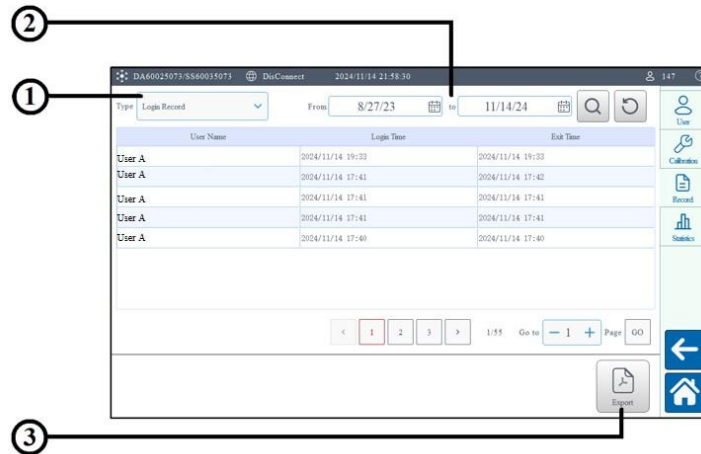 2
DA60025073/SS60035073 DisConnect 2024/11/14 21:58:30 147
1
Type Login Record From 8/27/23 to 11/14/24
User
User Name Login Time Exit Time
Calibration
User A 2024/11/14 19:33 2024/11/14 19:33
User A 2024/11/14 17:41 2024/11/14 17:42
Record
User A 2024/11/14 17:41 2024/11/14 17:41
User A 2024/11/14 17:41 2024/11/14 17:41
Statistics
User A 2024/11/14 17:40 2024/11/14 17:40
< 1 2 3 > 1/55 Go to − 1 + Page GO
Export
3